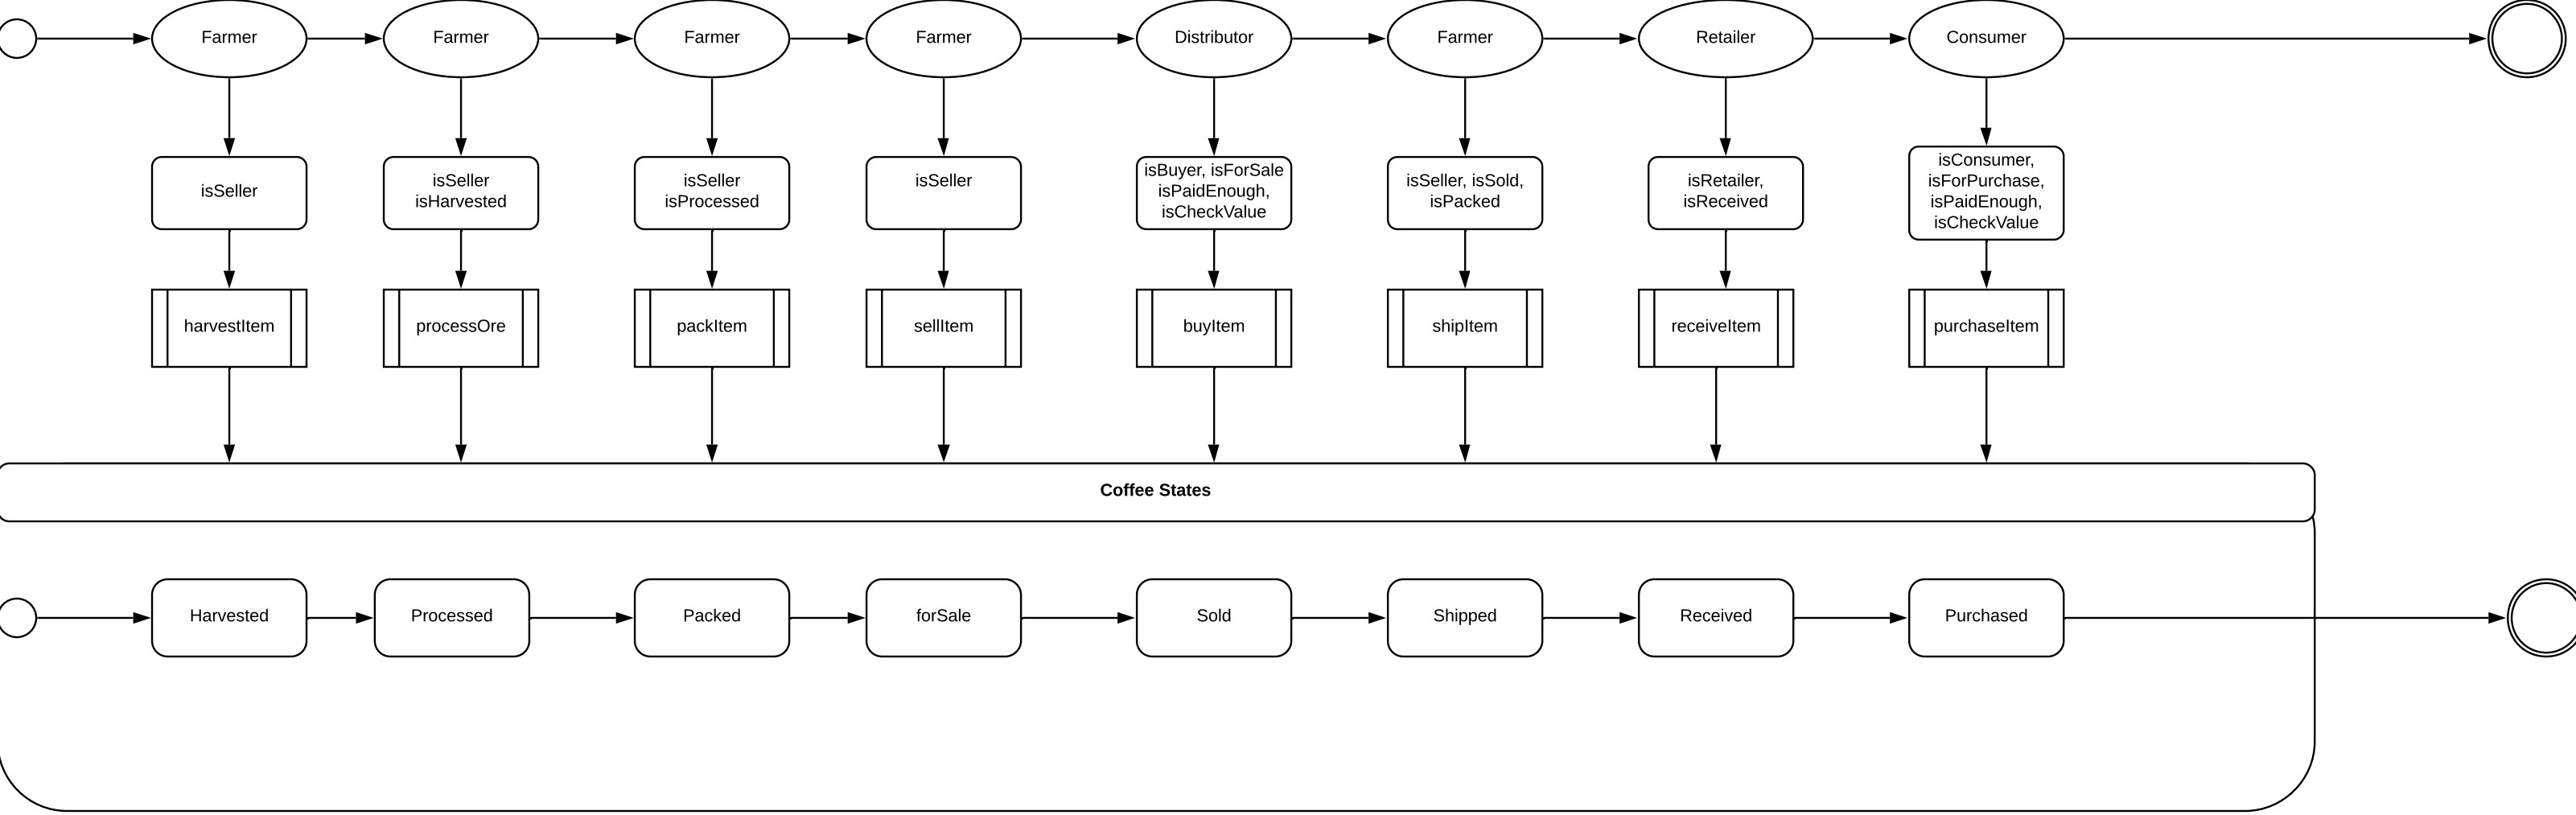 Farmer
Farmer
Farmer
Farmer
Distributor
Farmer
Retailer
Consumer
isSeller
isSeller
isHarvested
isSeller
isProcessed
isSeller
isBuyer, isForSale
isPaidEnough,
isCheckValue
isSeller, isSold,
isPacked
isRetailer,
isReceived
isConsumer,
isForPurchase,
isPaidEnough,
isCheckValue
harvestItem
processOre
packItem
sellItem
buyItem
shipItem
receiveItem
purchaseItem
Coffee States
Harvested
Processed
Packed
forSale
Sold
Shipped
Received
Purchased